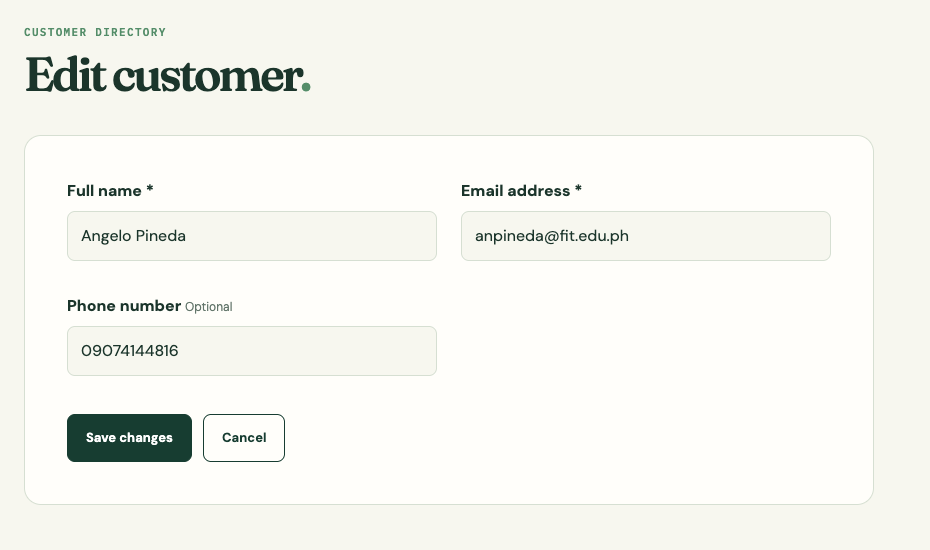 CUSTOMER DIRECTORY
Edit customer.
Full name *
Email address *
Angelo Pineda
anpineda@fit.edu.ph
Phone number Optional
09074144816
Save changes
Cancel